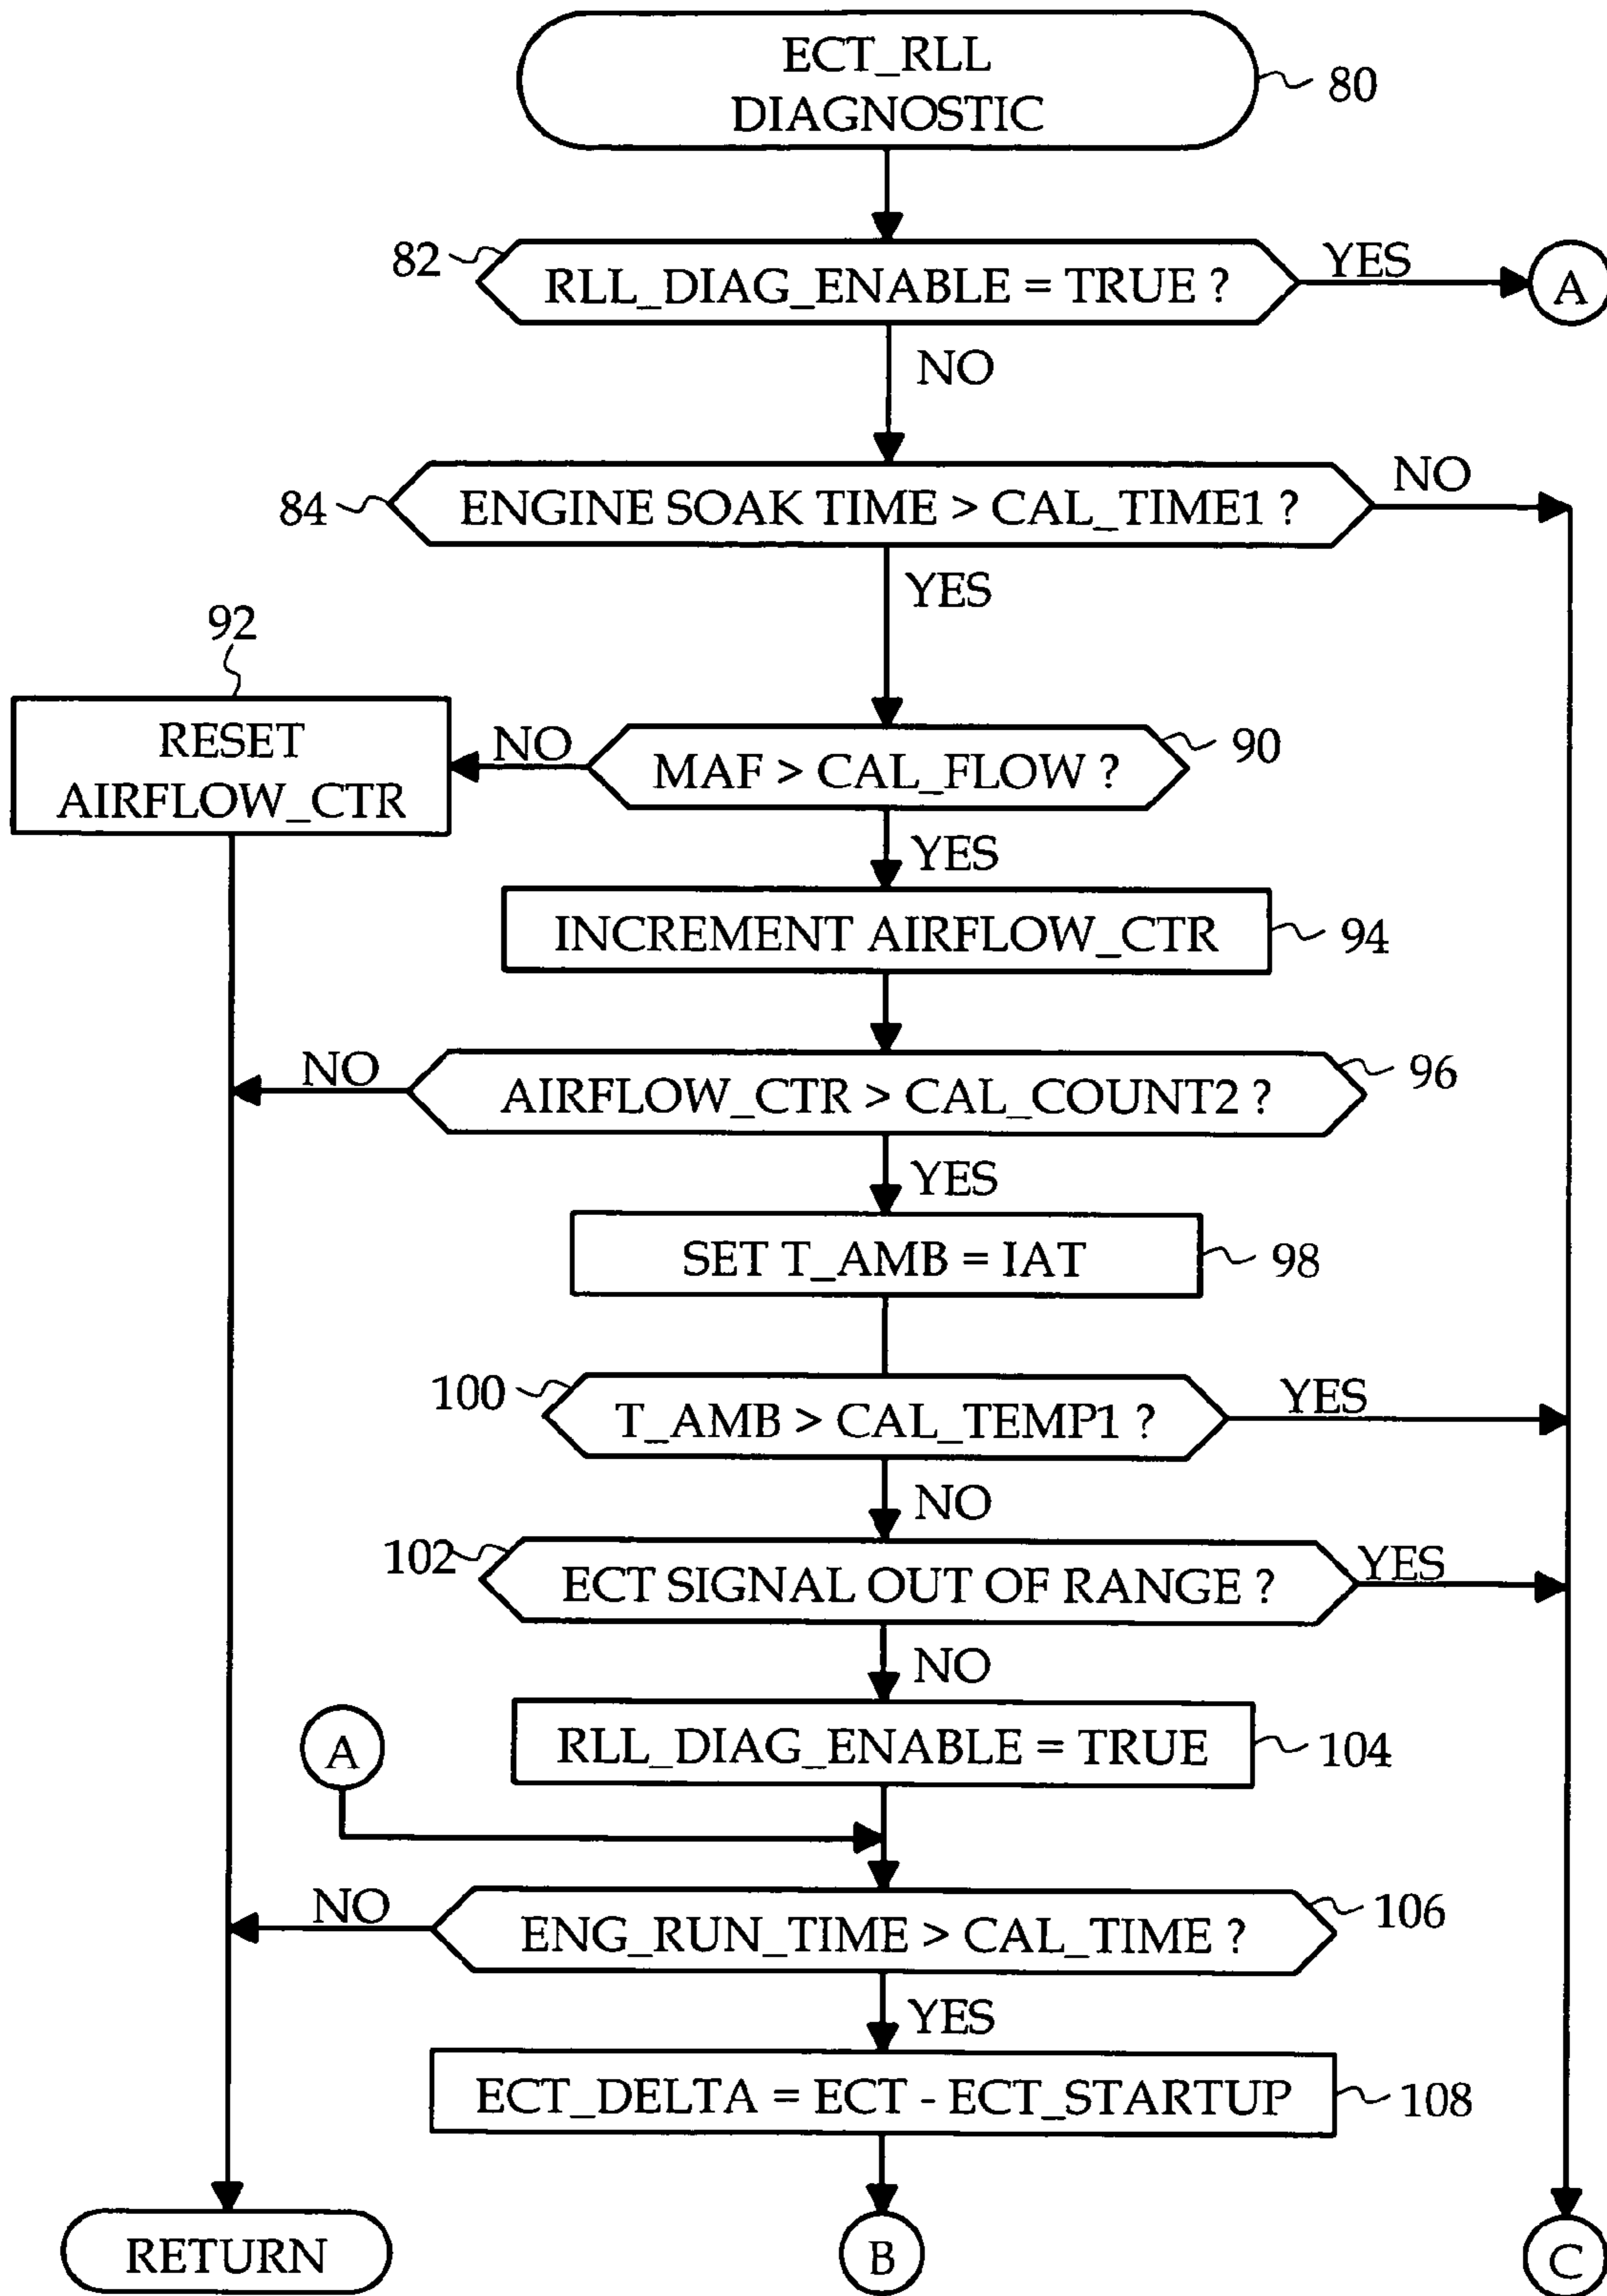 ECT_RLL
DIAGNOSTIC
80
82
RLL_DIAG_ENABLE = TRUE ?
YES
A
NO
84
ENGINE SOAK TIME > CAL_TIME1 ?
NO
YES
92
RESET
AIRFLOW_CTR
NO
MAF > CAL_FLOW ?
90
YES
INCREMENT AIRFLOW_CTR
94
NO
AIRFLOW_CTR > CAL_COUNT2 ?
96
YES
SET T_AMB = IAT
98
100
T_AMB > CAL_TEMP1 ?
YES
NO
102
ECT SIGNAL OUT OF RANGE ?
YES
NO
A
RLL_DIAG_ENABLE = TRUE
104
NO
ENG_RUN_TIME > CAL_TIME ?
106
YES
ECT_DELTA = ECT - ECT_STARTUP
108
RETURN
B
C